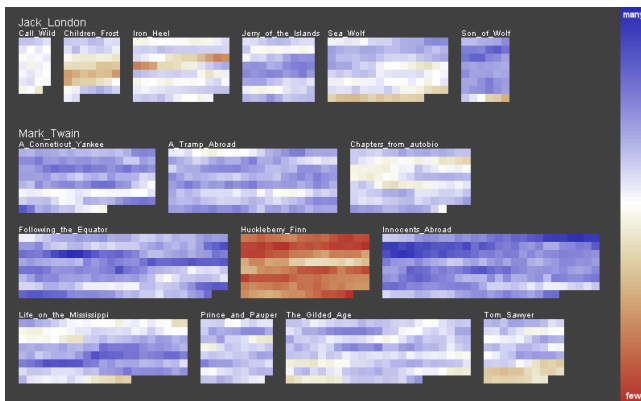 many
Jack_London
Call_Wild Children_Frost Iron_Heel Jerry_of_the_Islands Sea_Wolf Son_of_Wolf
Mark_Twain
A_Connetiout_Yankee A_Tramp_Abroad Chapters_from_autobio
Following_the_Equator Huckleberry_Finn Innocents_Abroad
Life_on_the_Mississippi Prince_and_Pauper The_Gilded_Age Tom_Sawyer
few